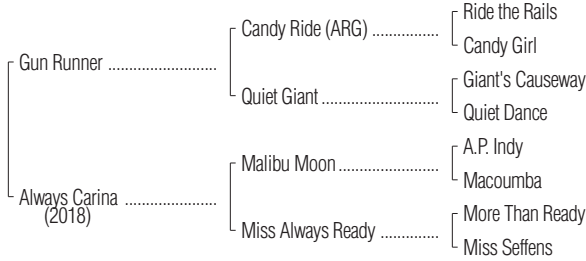 Ride the Rails
Candy Ride (ARG) ................
Candy Girl
Gun Runner ..........................
Giant's Causeway
Quiet Giant ............................
Quiet Dance
A.P. Indy
Malibu Moon ........................
Macoumba
Always Carina ......................
(2018)
More Than Ready
Miss Always Ready ..............
Miss Seffens